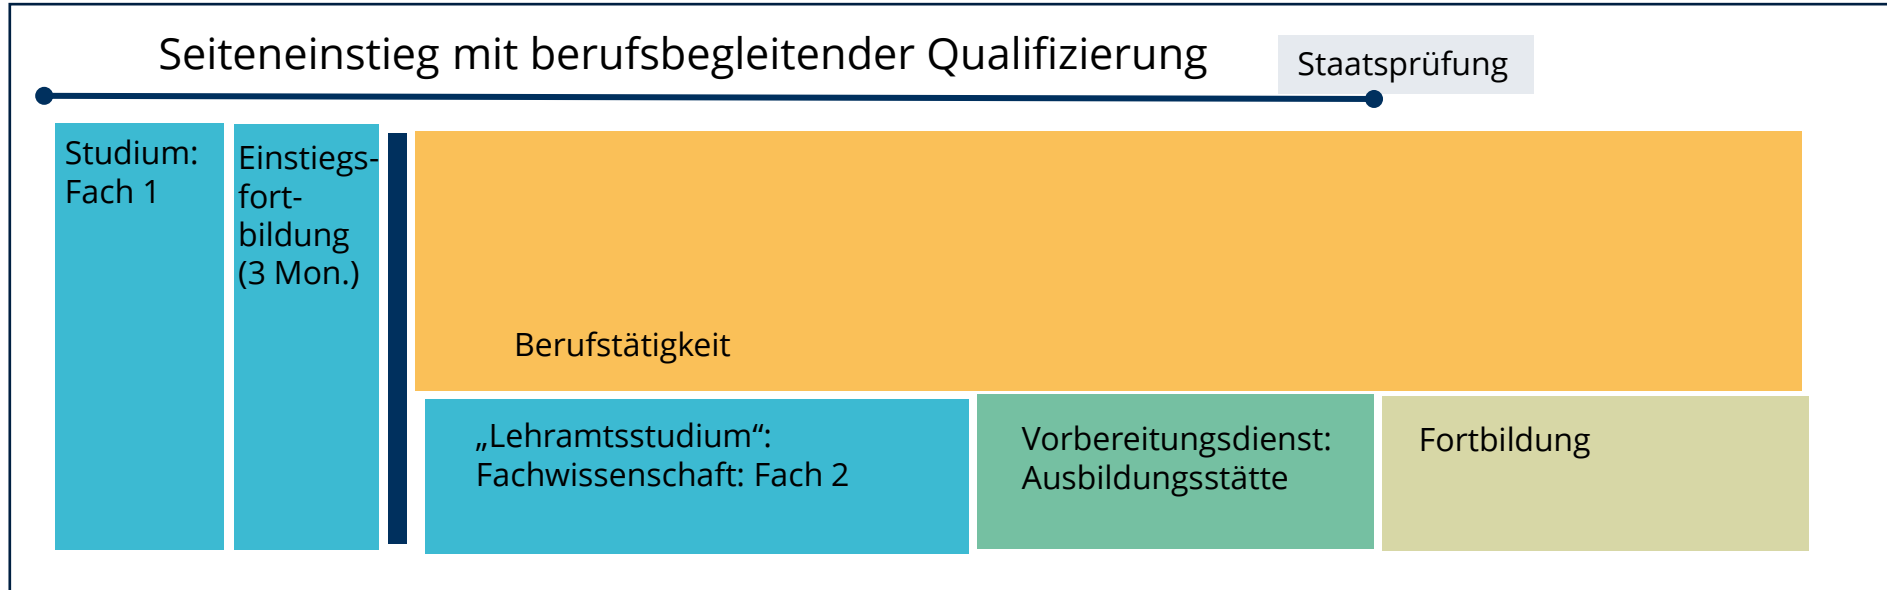 Seiteneinstieg mit berufsbegleitender Qualifizierung
Staatsprüfung
Studium:
Fach 1
Einstiegs-
fort-
bildung
(3 Mon.)
Berufstätigkeit
„Lehramtsstudium“:
Fachwissenschaft: Fach 2
Vorbereitungsdienst:
Ausbildungsstätte
Fortbildung